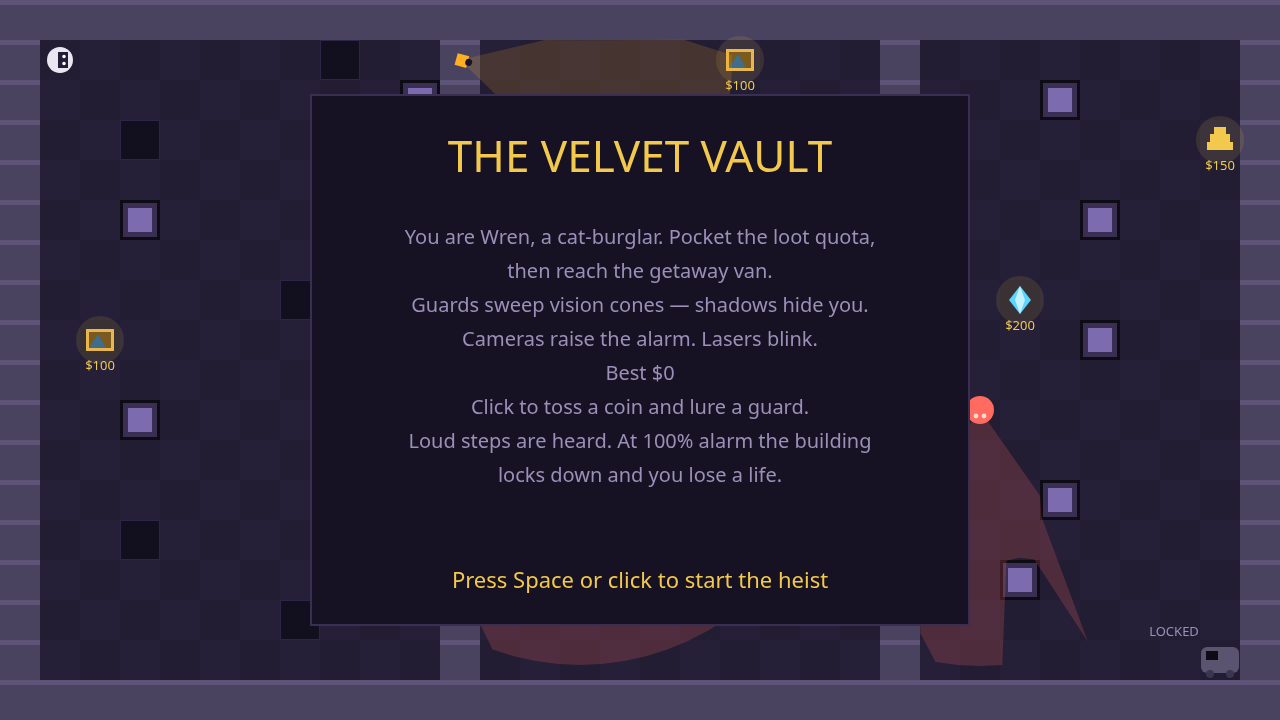 $100
THE VELVET VAULT
$150
You are Wren, a cat-burglar. Pocket the loot quota,
then reach the getaway van.
Guards sweep vision cones — shadows hide you.
$200
Cameras raise the alarm. Lasers blink.
$100
Best $0
Click to toss a coin and lure a guard.
Loud steps are heard. At 100% alarm the building
locks down and you lose a life.
Press Space or click to start the heist
LOCKED